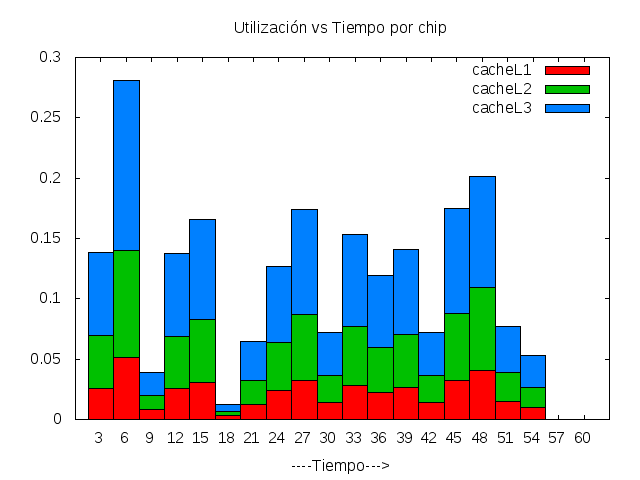 Utilización vs Tiempo por chip
0.3
0.25
0.2
0.15
0.1
0.05
0
cacheL1
cacheL2
cacheL3
3 6 9 12 15 18 21 24 27 30 33 36 39 42 45 48 51 54 57 60
----Tiempo--->